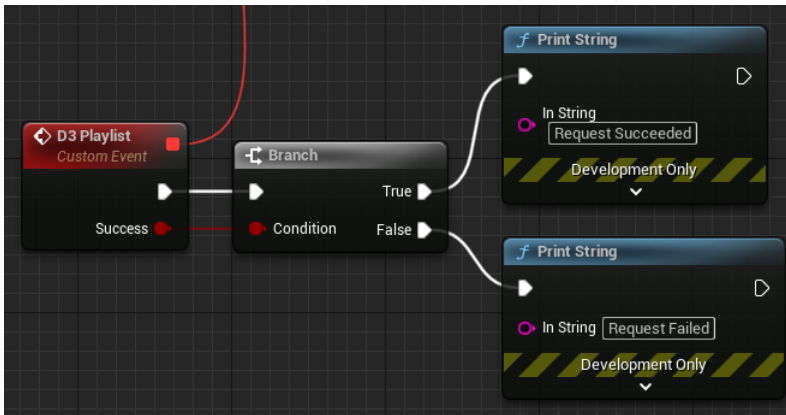 D3 Playlist
Custom Event
Success
Branch
Condition
True
False
Print String
In String
Request Succeeded
Development Only
Print String
In String Request Failed
Development Only